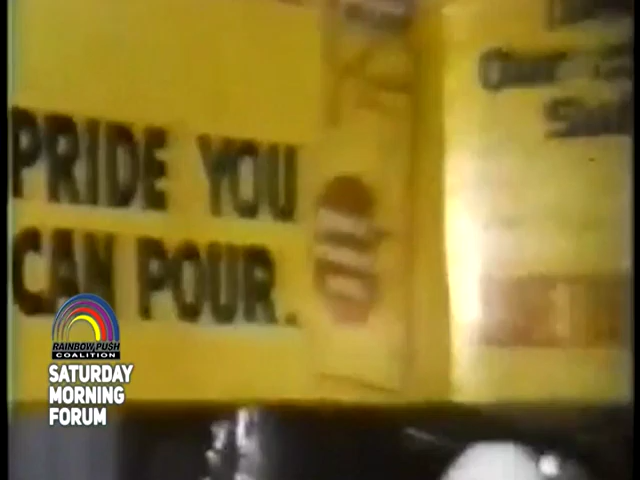 PRIDE YOU
CAN POUR.
RAINBOW PUSH
COALITION
SATURDAY
MORNING
FORUM